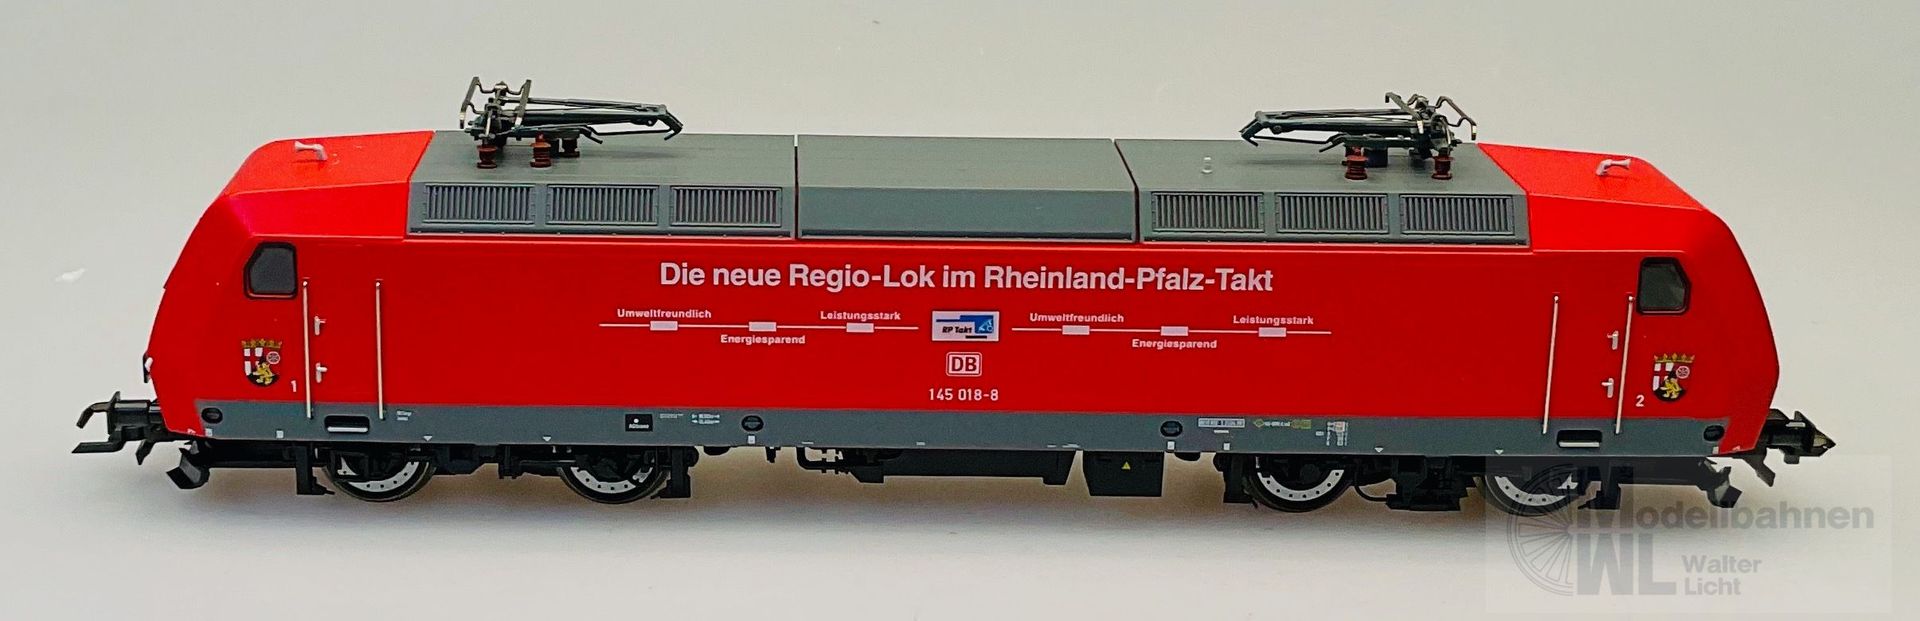 Die neue Regio-Lok im Rheinland-Pfalz-Takt
Umweltfreundlich Leistungsstark
Energiesparend
RP Takt
Umweltfreundlich Leistungsstark
Energiesparend
DB
145 018-8
1
2
Modellbahnen
WL Walter
Licht